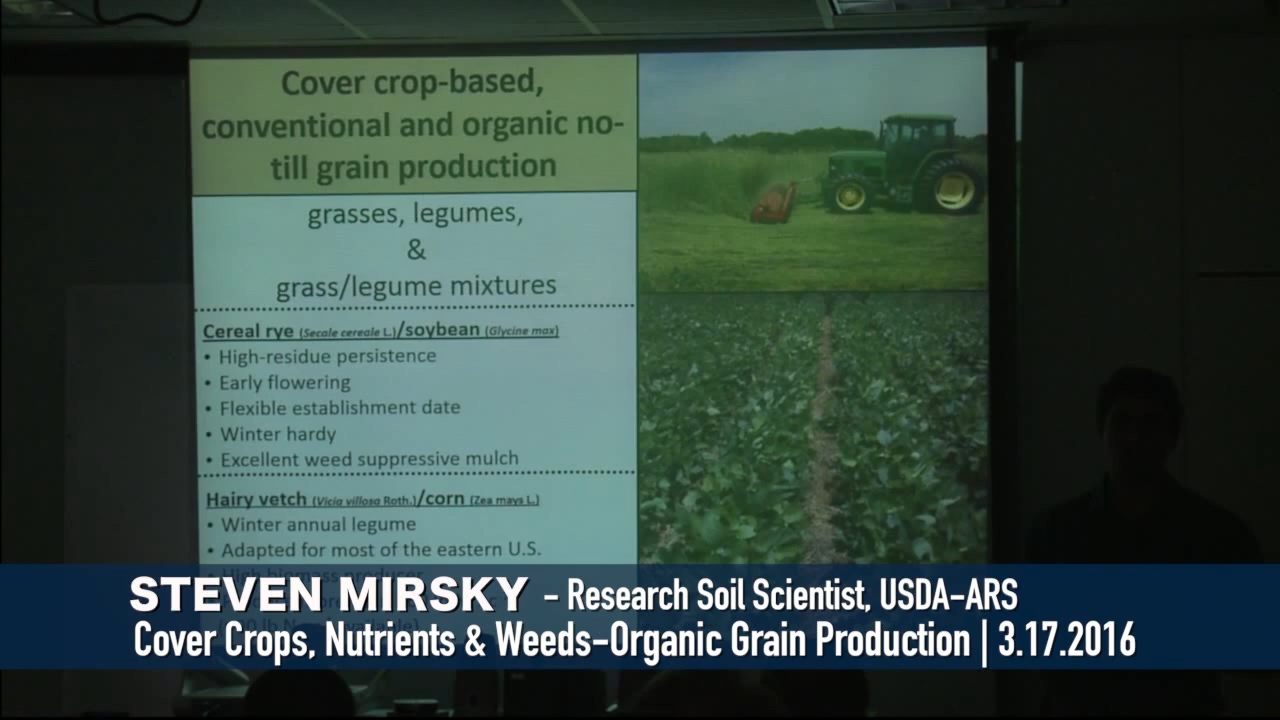 Cover crop-based,
conventional and organic no-
till grain production
grasses, legumes,
&
grass/legume mixtures
Cereal rye (Secale cereale L.)/soybean (Glycine max)
• High-residue persistence
• Early flowering
• Flexible establishment date
• Winter hardy
• Excellent weed suppressive mulch
Hairy vetch (Vicia villosa Roth.)/corn (Zea mays L.)
• Winter annual legume
• Adapted for most of the eastern U.S.
• High biomass producer
STEVEN MIRSKY - Research Soil Scientist, USDA-ARS
Cover Crops, Nutrients & Weeds-Organic Grain Production | 3.17.2016